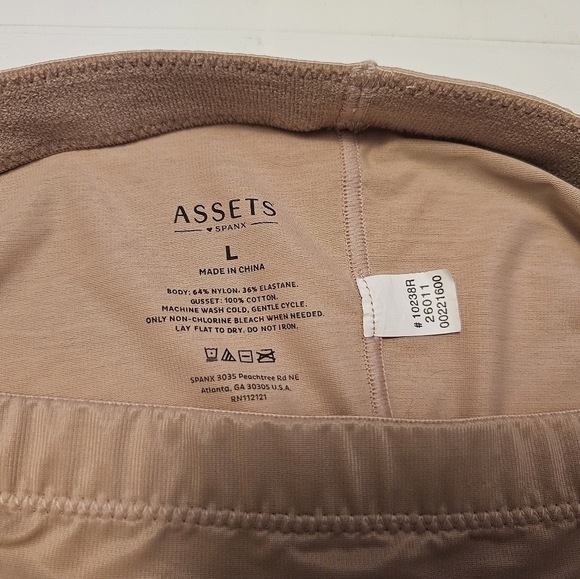 ASSETS
♥ SPANX
L
MADE IN CHINA
BODY: 64% NYLON. 36% ELASTANE.
GUSSET: 100% COTTON.
MACHINE WASH COLD, GENTLE CYCLE.
ONLY NON-CHLORINE BLEACH WHEN NEEDED.
LAY FLAT TO DRY. DO NOT IRON.
SPANX 3035 Peachtree Rd NE
Atlanta, GA 30305 U.S.A.
RN112121
# 10238R
26011
00221600